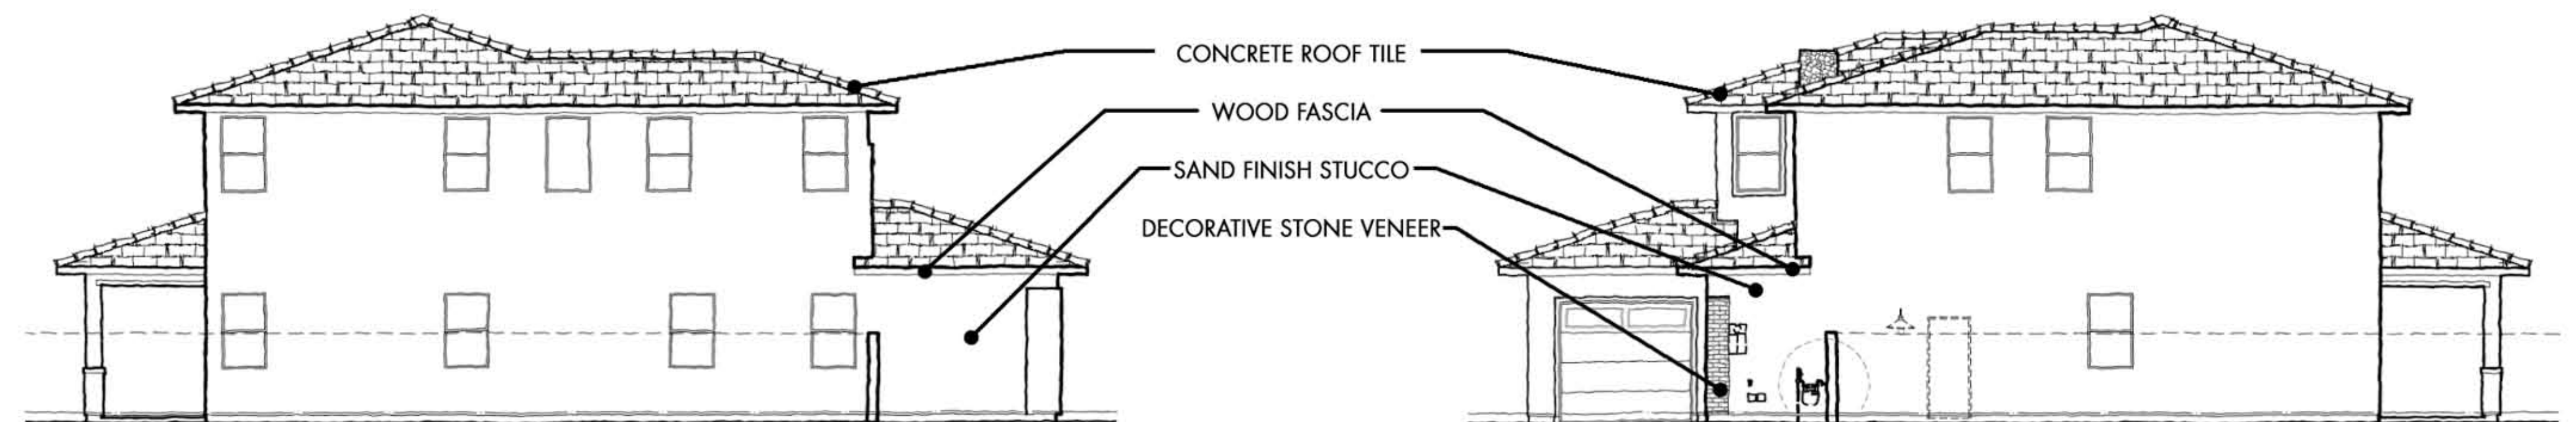 CONCRETE ROOF TILE
WOOD FASCIA
SAND FINISH STUCCO
DECORATIVE STONE VENEER